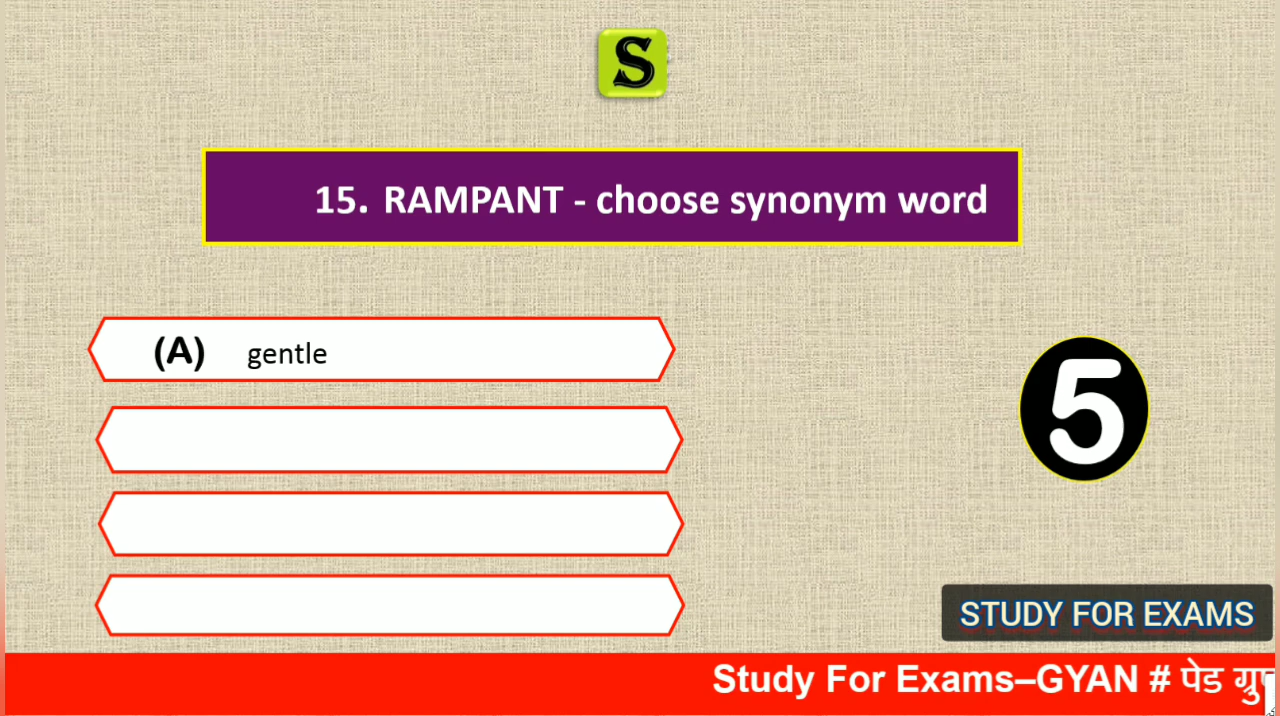 S
15. RAMPANT - choose synonym word
(A) gentle
5
STUDY FOR EXAMS
Study For Exams–GYAN # पेड